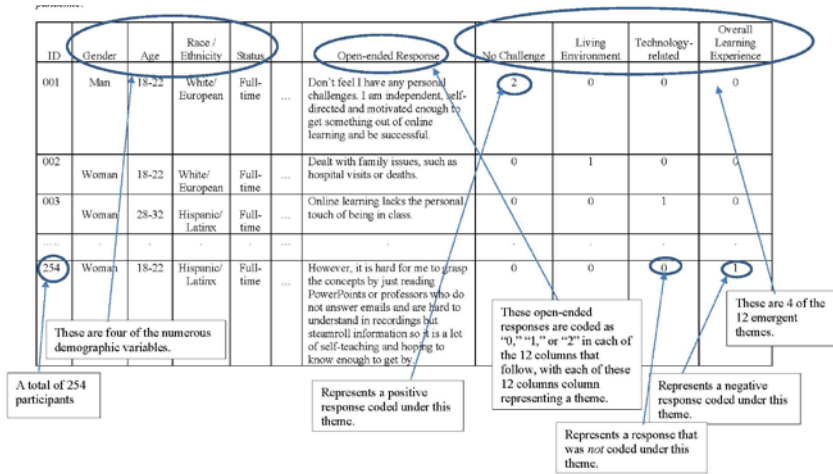 pandemic.
ID Gender Age Race / Ethnicity Status Open-ended Response No Challenge Living Environment Technology-related Overall Learning Experience
001 Man 18-22 White/ European Full-time ... Don't feel I have any personal 2 0 0 0
challenges. I am independent, self-
directed and motivated enough to
get something out of online
learning and be successful.
002 Woman 18-22 White/ European Full-time ... Dealt with family issues, such as 0 1 0 0
hospital visits or deaths.
003 Woman 28-32 Hispanic/ Latinx Full-time ... Online learning lacks the personal 0 0 1 0
touch of being in class.
..... . . . . ... . . . . .
254 Woman 18-22 Hispanic/ Latinx Full-time ... However, it is hard for me to grasp 0 0 0 1
the concepts by just reading
PowerPoints or professors who do
not answer emails and are hard to
understand in recordings but
steamroll information so it is a lot
of self-teaching and hoping to
know enough to get by.
These are four of the numerous
demographic variables.
A total of 254
participants
Represents a positive
response coded under this
theme.
These open-ended
responses are coded as
“0,” “1,” or “2” in each of
the 12 columns that
follow, with each of these
12 columns column
representing a theme.
These are 4 of the
12 emergent
themes.
Represents a negative
response coded under this
theme.
Represents a response that
was not coded under this
theme.